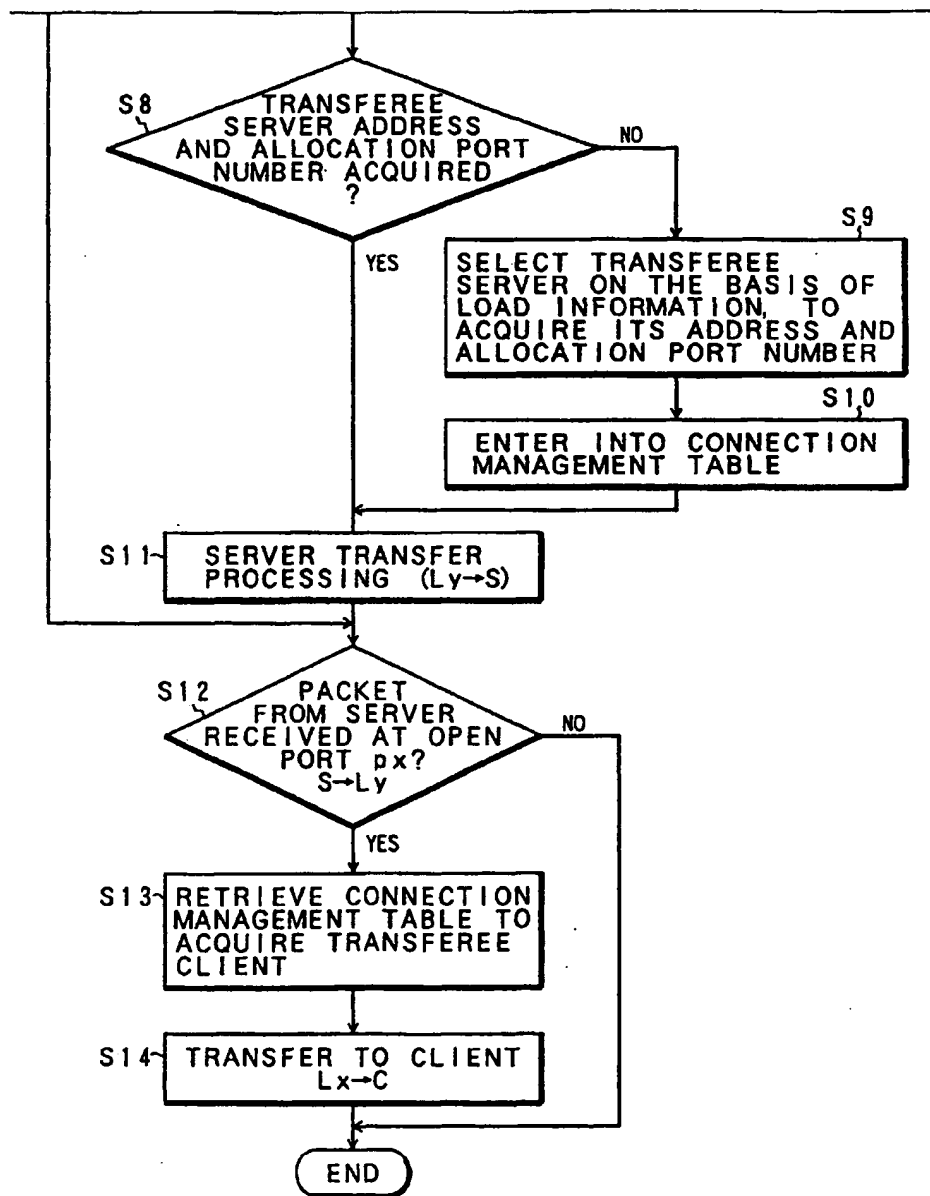 S8
TRANSFEREE
SERVER ADDRESS
AND ALLOCATION PORT
NUMBER ACQUIRED
?
NO
YES
S9
SELECT TRANSFEREE
SERVER ON THE BASIS OF
LOAD INFORMATION, TO
ACQUIRE ITS ADDRESS AND
ALLOCATION PORT NUMBER
S10
ENTER INTO CONNECTION
MANAGEMENT TABLE
S11
SERVER TRANSFER
PROCESSING (Ly→S)
S12
PACKET
FROM SERVER
RECEIVED AT OPEN
PORT px?
S→Ly
NO
YES
S13
RETRIEVE CONNECTION
MANAGEMENT TABLE TO
ACQUIRE TRANSFEREE
CLIENT
S14
TRANSFER TO CLIENT
Lx→C
END